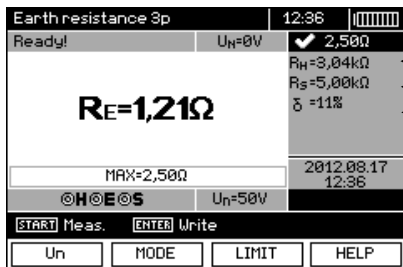 Earth resistance 3p 12:36
Ready! UN=0V ✓ 2,50Ω
RH=3,04kΩ
RS=5,00kΩ
δ =11%
RE=1,21Ω
MAX=2,50Ω
2012.08.17
12:36
◎H◎E◎S Un=50V
START Meas. ENTER Write
Un MODE LIMIT HELP